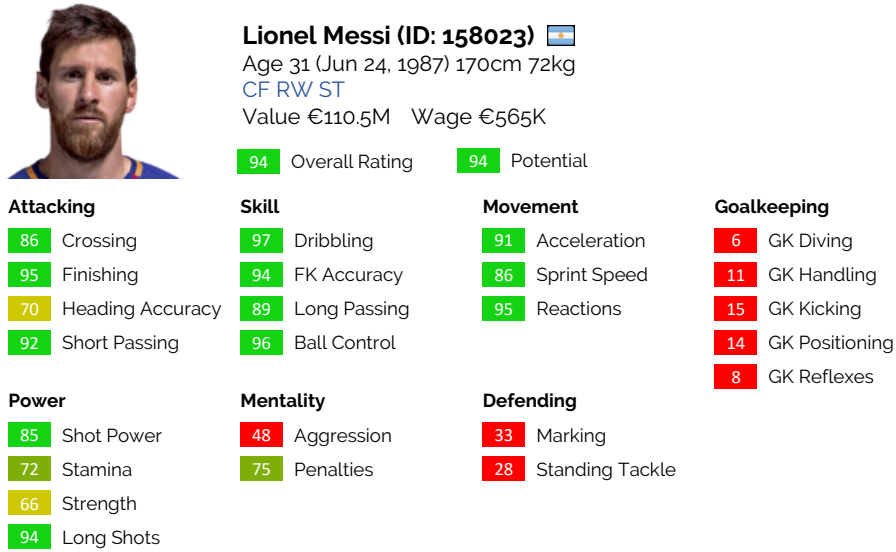 Lionel Messi (ID: 158023)
Age 31 (Jun 24, 1987) 170cm 72kg
CF RW ST
Value €110.5M Wage €565K
94 Overall Rating 94 Potential
Attacking
86 Crossing
95 Finishing
70 Heading Accuracy
92 Short Passing
Skill
97 Dribbling
94 FK Accuracy
89 Long Passing
96 Ball Control
Movement
91 Acceleration
86 Sprint Speed
95 Reactions
Goalkeeping
6 GK Diving
11 GK Handling
15 GK Kicking
14 GK Positioning
8 GK Reflexes
Power
85 Shot Power
72 Stamina
66 Strength
94 Long Shots
Mentality
48 Aggression
75 Penalties
Defending
33 Marking
28 Standing Tackle